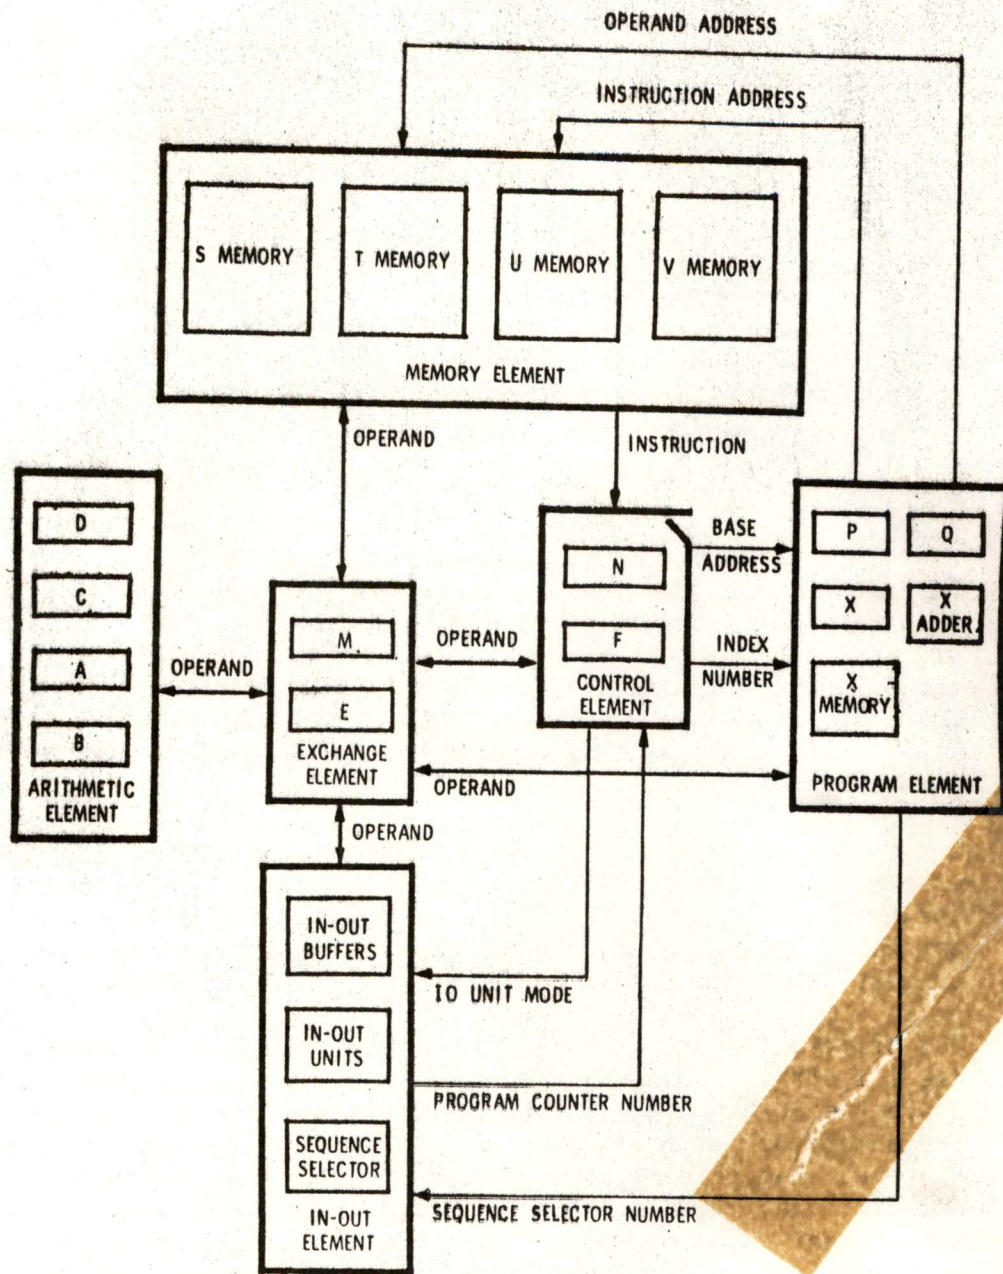 OPERAND ADDRESS
INSTRUCTION ADDRESS
S MEMORY
T MEMORY
U MEMORY
V MEMORY
MEMORY ELEMENT
OPERAND
INSTRUCTION
D
C
A
B
ARITHMETIC
ELEMENT
OPERAND
M
E
EXCHANGE
ELEMENT
OPERAND
N
F
CONTROL
ELEMENT
BASE
ADDRESS
INDEX
NUMBER
P
Q
X
X
ADDER
X
MEMORY
PROGRAM ELEMENT
OPERAND
OPERAND
IN-OUT
BUFFERS
IN-OUT
UNITS
SEQUENCE
SELECTOR
IN-OUT
ELEMENT
IO UNIT MODE
PROGRAM COUNTER NUMBER
SEQUENCE SELECTOR NUMBER